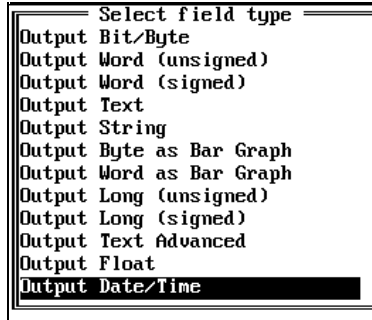 Select field type
Output Bit/Byte
Output Word (unsigned)
Output Word (signed)
Output Text
Output String
Output Byte as Bar Graph
Output Word as Bar Graph
Output Long (unsigned)
Output Long (signed)
Output Text Advanced
Output Float
Output Date/Time